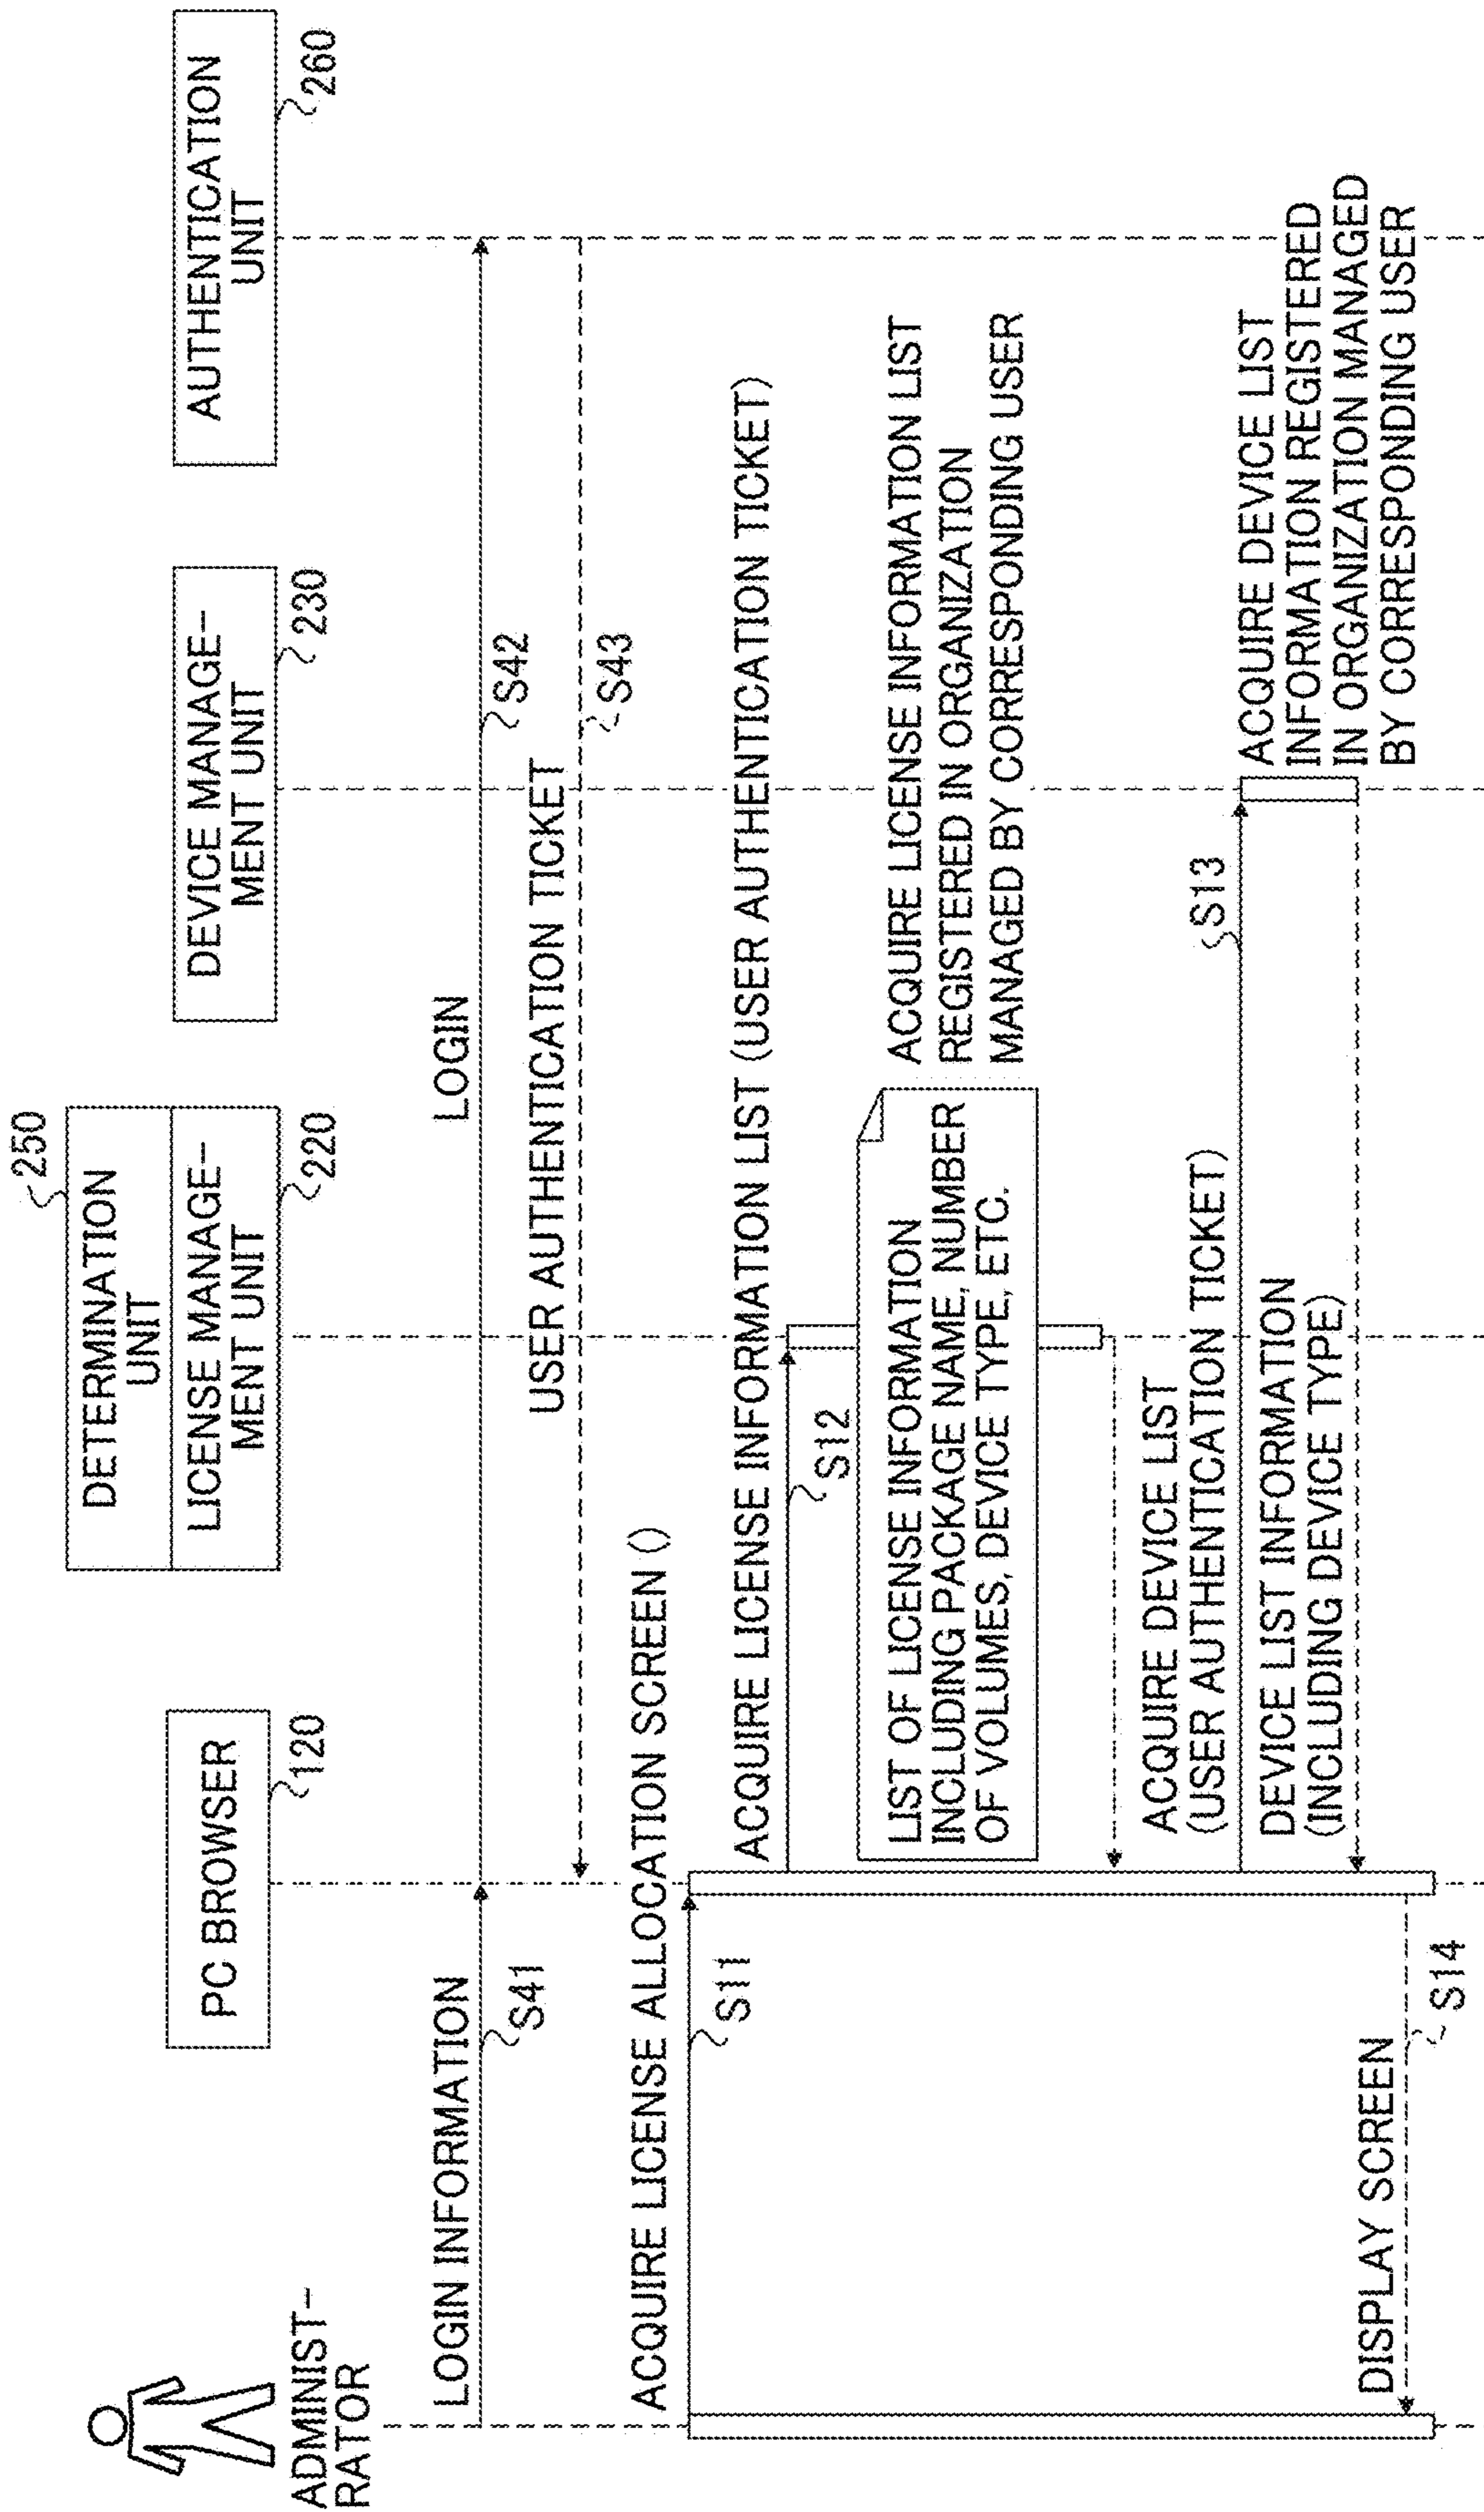 ADMINIST-
RATOR
PC BROWSER
120
250
DETERMINATION
UNIT
LICENSE MANAGE-
MENT UNIT
220
DEVICE MANAGE-
MENT UNIT
230
AUTHENTICATION
UNIT
260
LOGIN INFORMATION
S41
LOGIN
S42
USER AUTHENTICATION TICKET
S43
ACQUIRE LICENSE ALLOCATION SCREEN ()
S11
ACQUIRE LICENSE INFORMATION LIST (USER AUTHENTICATION TICKET)
S12
LIST OF LICENSE INFORMATION
INCLUDING PACKAGE NAME, NUMBER
OF VOLUMES, DEVICE TYPE, ETC.
ACQUIRE LICENSE INFORMATION LIST
REGISTERED IN ORGANIZATION
MANAGED BY CORRESPONDING USER
ACQUIRE DEVICE LIST
(USER AUTHENTICATION TICKET)
S13
DEVICE LIST INFORMATION
(INCLUDING DEVICE TYPE)
ACQUIRE DEVICE LIST
INFORMATION REGISTERED
IN ORGANIZATION MANAGED
BY CORRESPONDING USER
DISPLAY SCREEN
S14